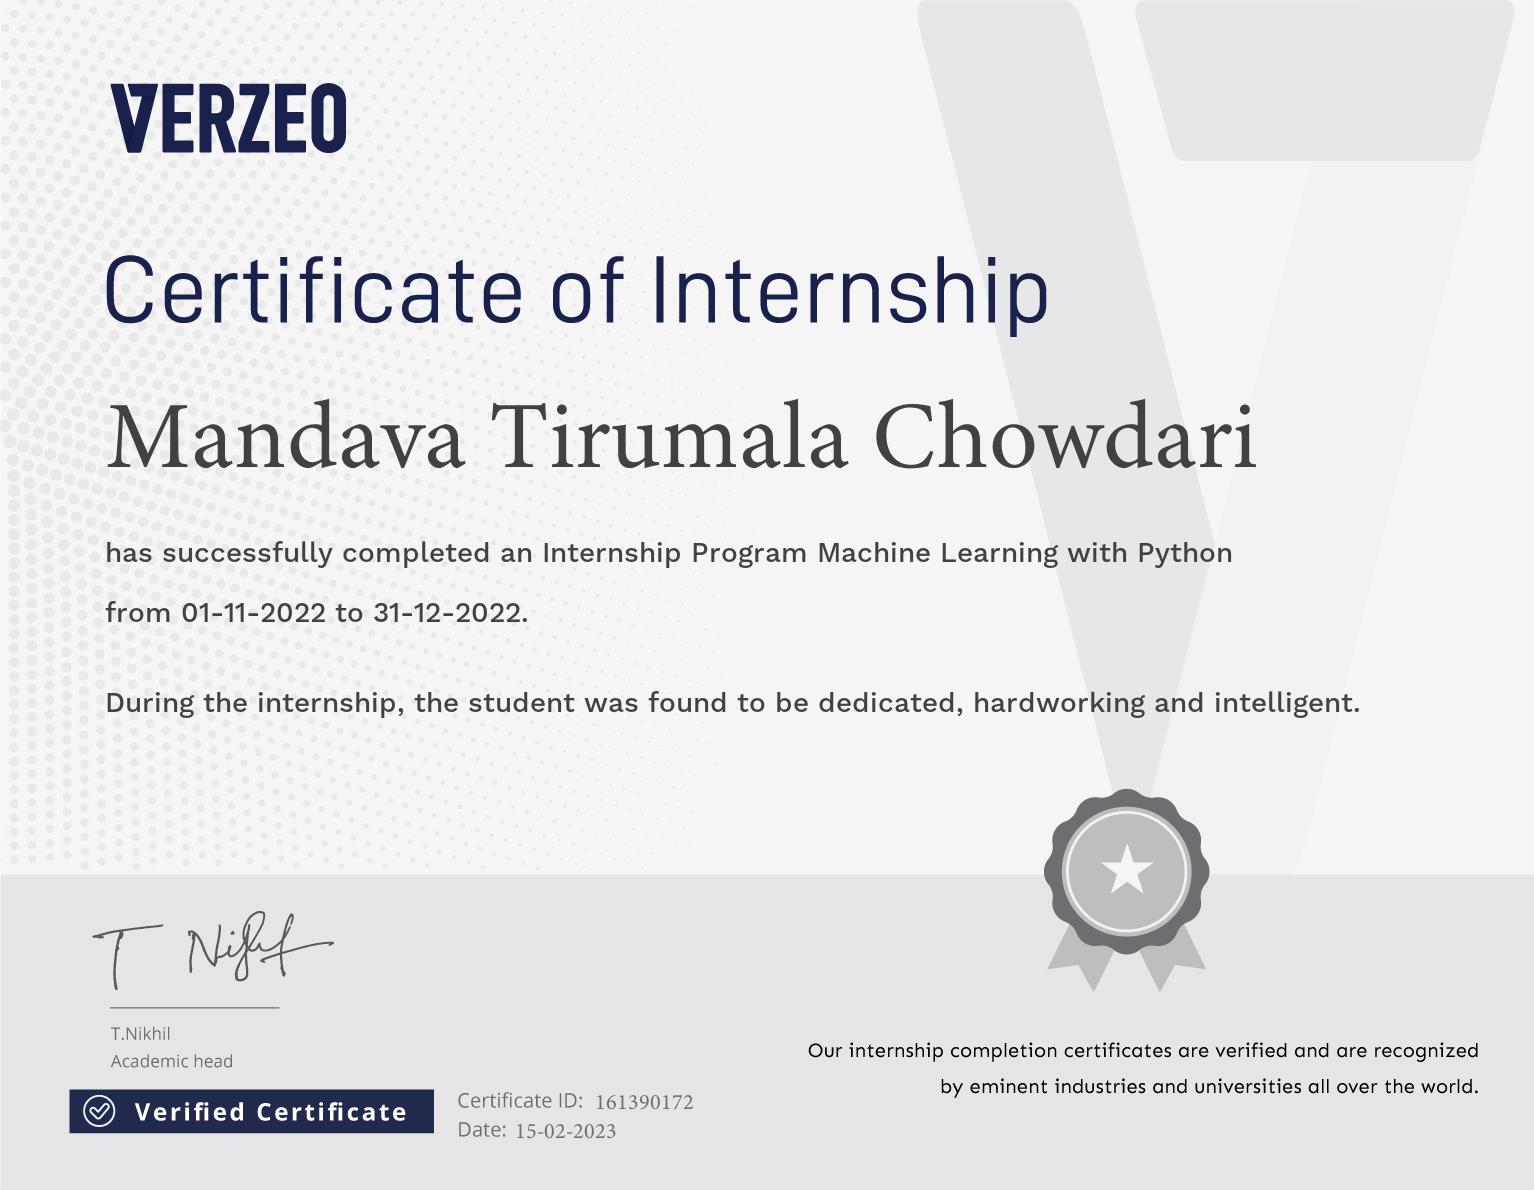 VERZEO
Certificate of Internship
Mandava Tirumala Chowdari
has successfully completed an Internship Program Machine Learning with Python
from 01-11-2022 to 31-12-2022.
During the internship, the student was found to be dedicated, hardworking and intelligent.
T Nikhil
T.Nikhil
Academic head
Verified Certificate
Certificate ID: 161390172
Date: 15-02-2023
Our internship completion certificates are verified and are recognized
by eminent industries and universities all over the world.